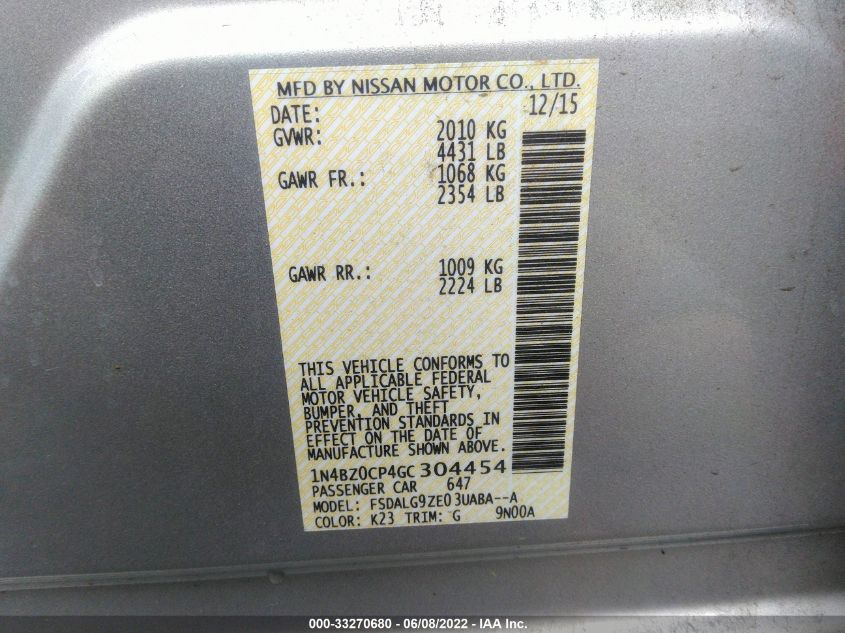 MFD BY NISSAN MOTOR CO., LTD.
DATE: 12/15
GVWR: 2010 KG
4431 LB
GAWR FR.: 1068 KG
2354 LB
GAWR RR.: 1009 KG
2224 LB
THIS VEHICLE CONFORMS TO
ALL APPLICABLE FEDERAL
MOTOR VEHICLE SAFETY,
BUMPER, AND THEFT
PREVENTION STANDARDS IN
EFFECT ON THE DATE OF
MANUFACTURE SHOWN ABOVE.
1N4BZ0CP4GC304454
PASSENGER CAR 647
MODEL: FSDALG9ZE0 3UABA--A
COLOR: K23 TRIM: G 9N00A
000-33270680 - 06/08/2022 - IAA Inc.